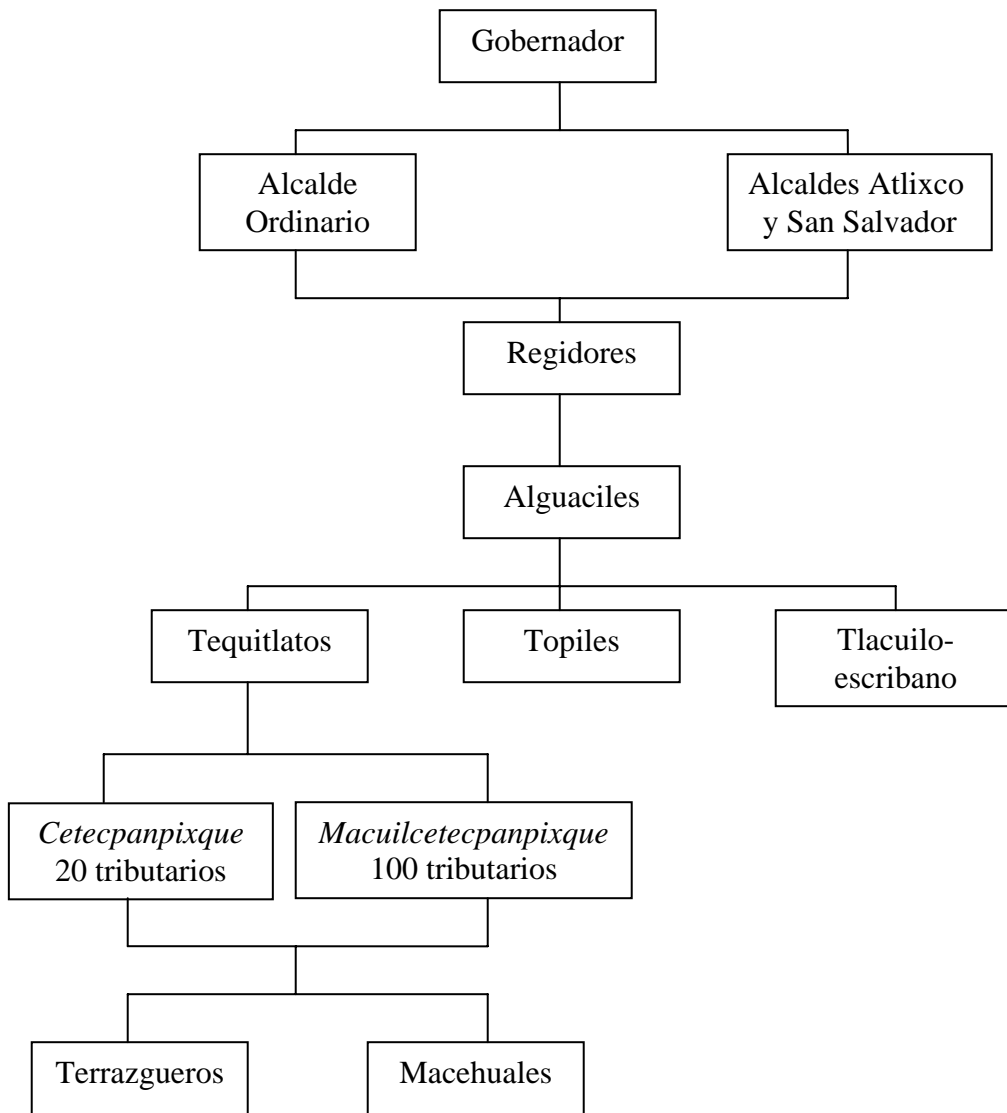 Gobernador
Alcalde
Ordinario
Alcaldes Atlixco
y San Salvador
Regidores
Alguaciles
Tequitlatos
Topiles
Tlacuilo-
escribano
Cetecpanpixque
20 tributarios
Macuilcetecpanpixque
100 tributarios
Terrazgueros
Macehuales